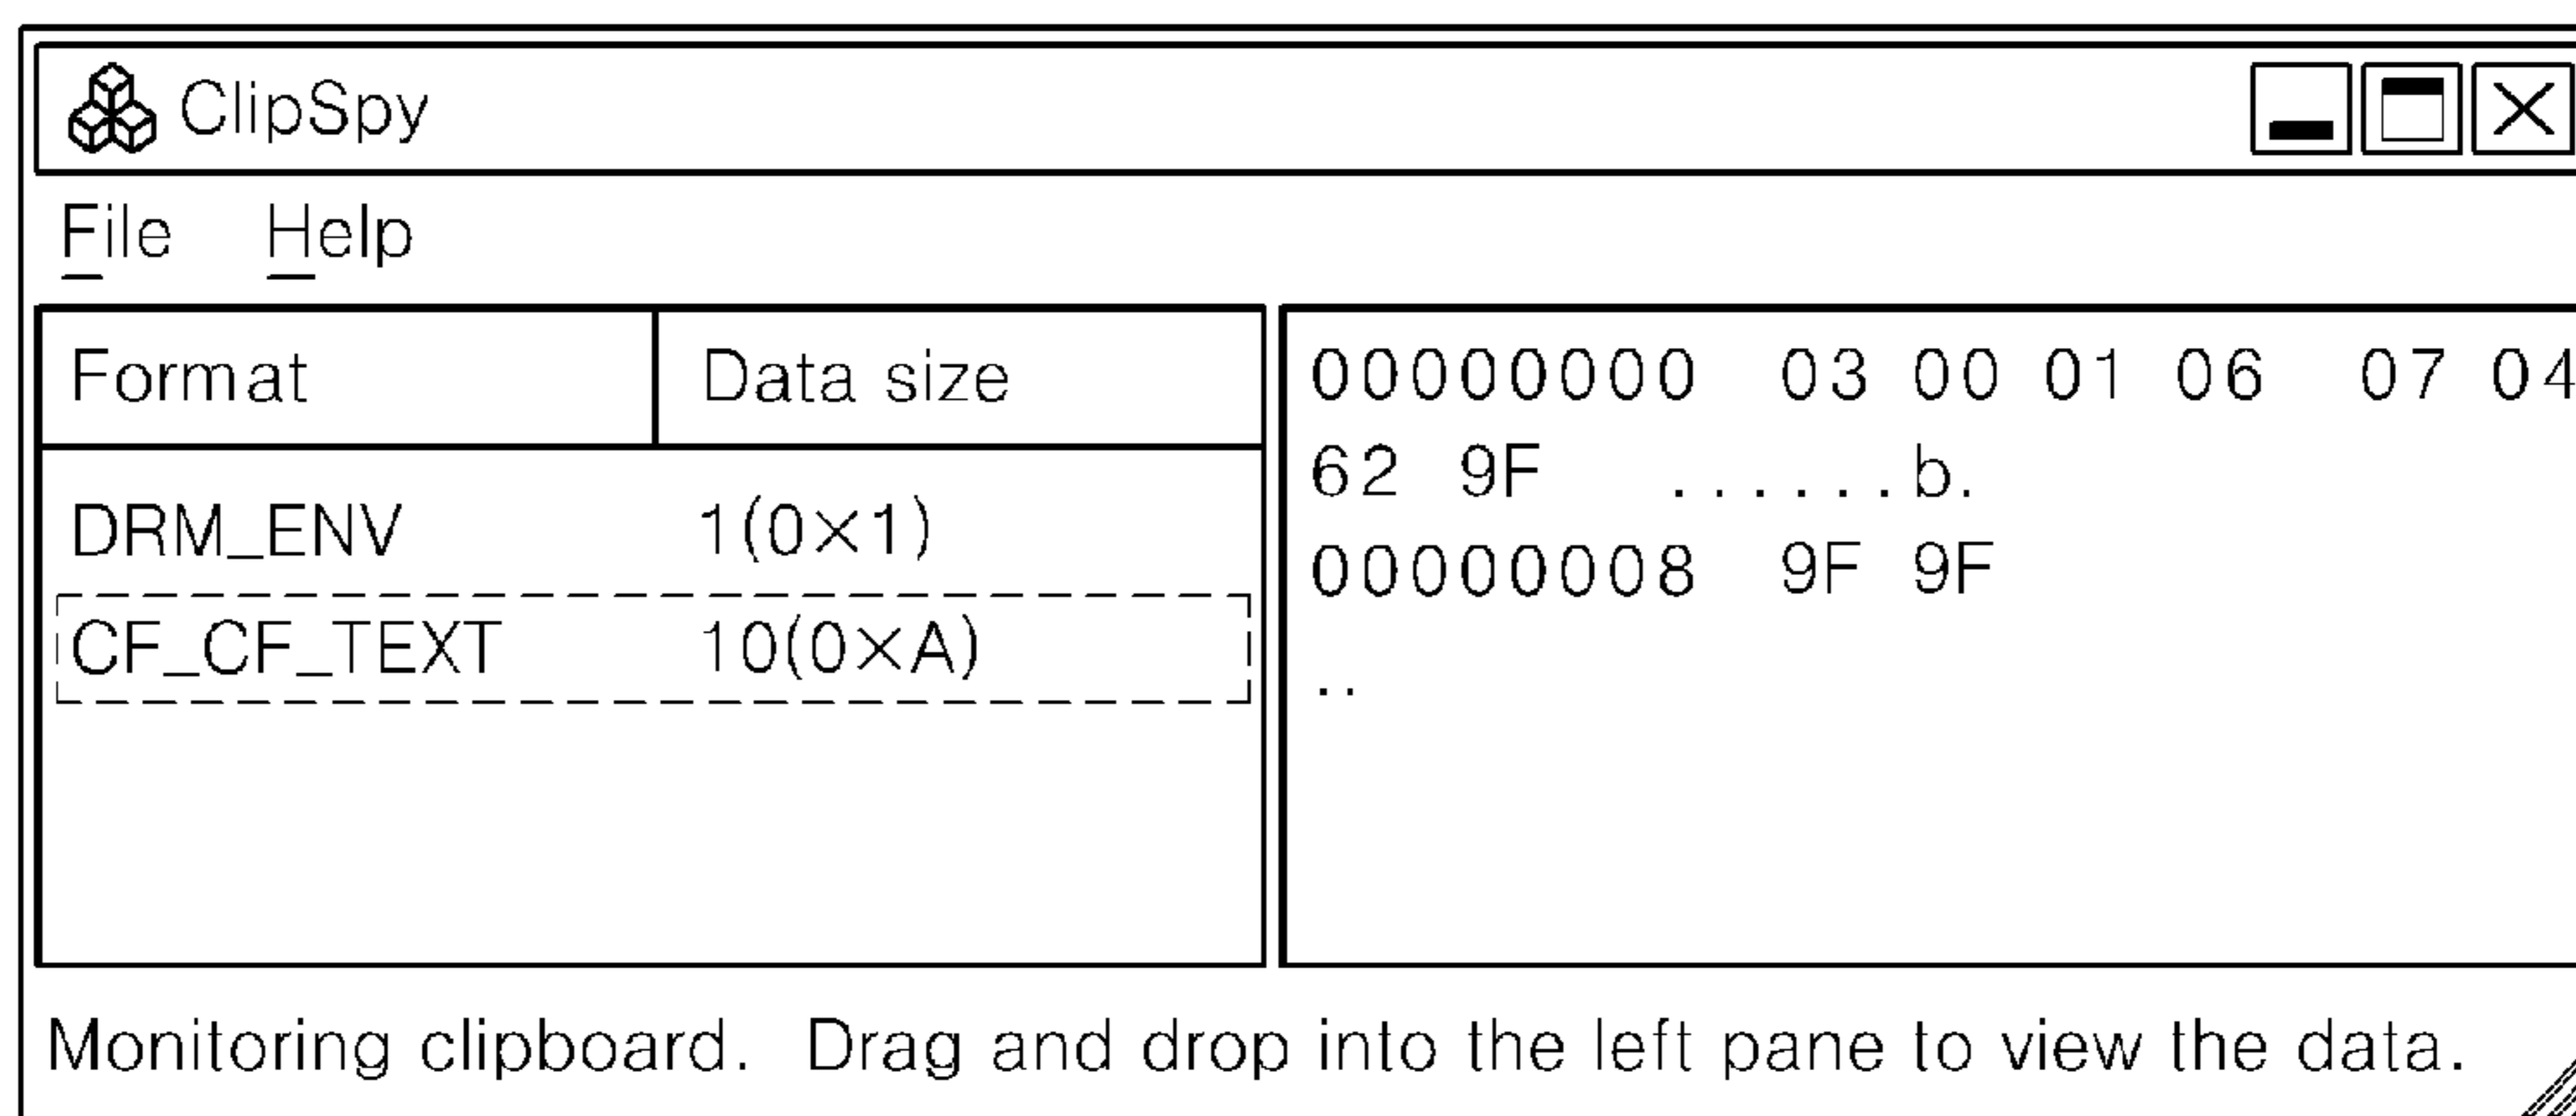 ClipSpy
File Help
Format Data size
DRM_ENV 1(0×1)
CF_CF_TEXT 10(0×A)
00000000 03 00 01 06 07 04
62 9F ......b.
00000008 9F 9F
..
Monitoring clipboard. Drag and drop into the left pane to view the data.